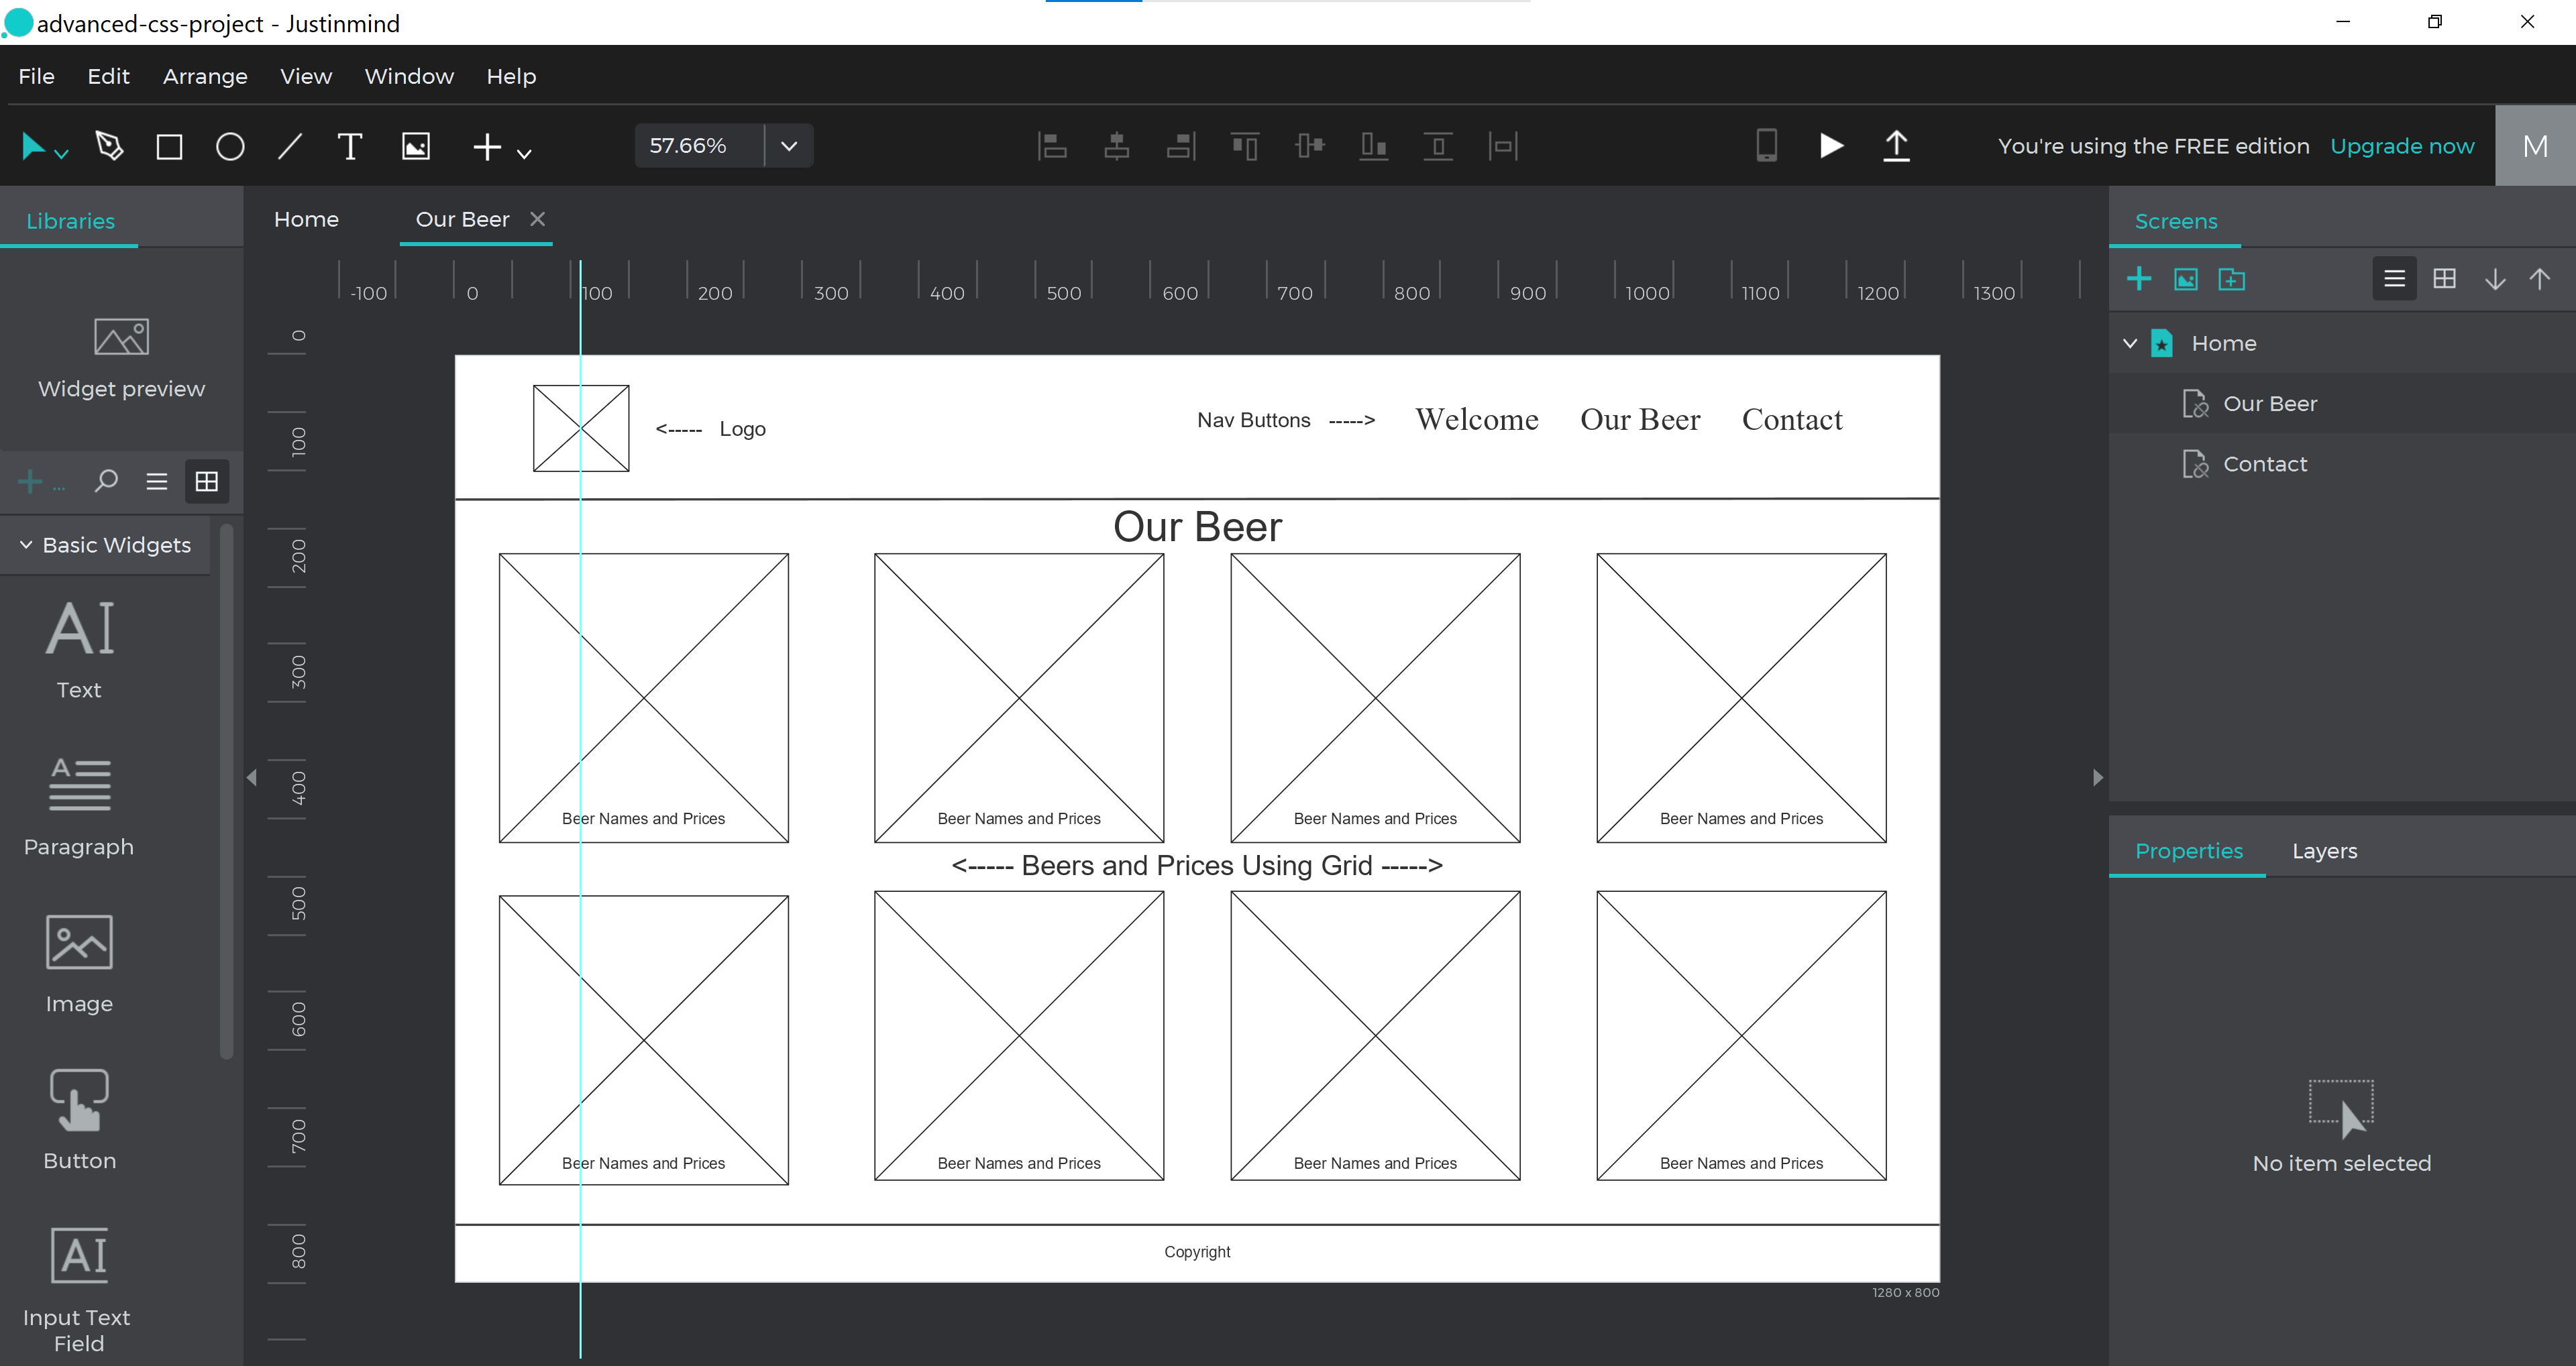 advanced-css-project - Justinmind
File Edit Arrange View Window Help
57.66%
You're using the FREE edition Upgrade now M
Libraries
Home Our Beer
Screens
-100 0 100 200 300 400 500 600 700 800 900 1000 1100 1200 1300
Widget preview
...
Basic Widgets
AI
Text
A
Paragraph
Image
Button
AI
Input Text
Field
0
100
200
300
400
500
600
700
800
<----- Logo
Nav Buttons -----> Welcome Our Beer Contact
Our Beer
Beer Names and Prices Beer Names and Prices Beer Names and Prices Beer Names and Prices
<----- Beers and Prices Using Grid ----->
Beer Names and Prices Beer Names and Prices Beer Names and Prices Beer Names and Prices
Copyright
1280 x 800
Home
Our Beer
Contact
Properties Layers
No item selected